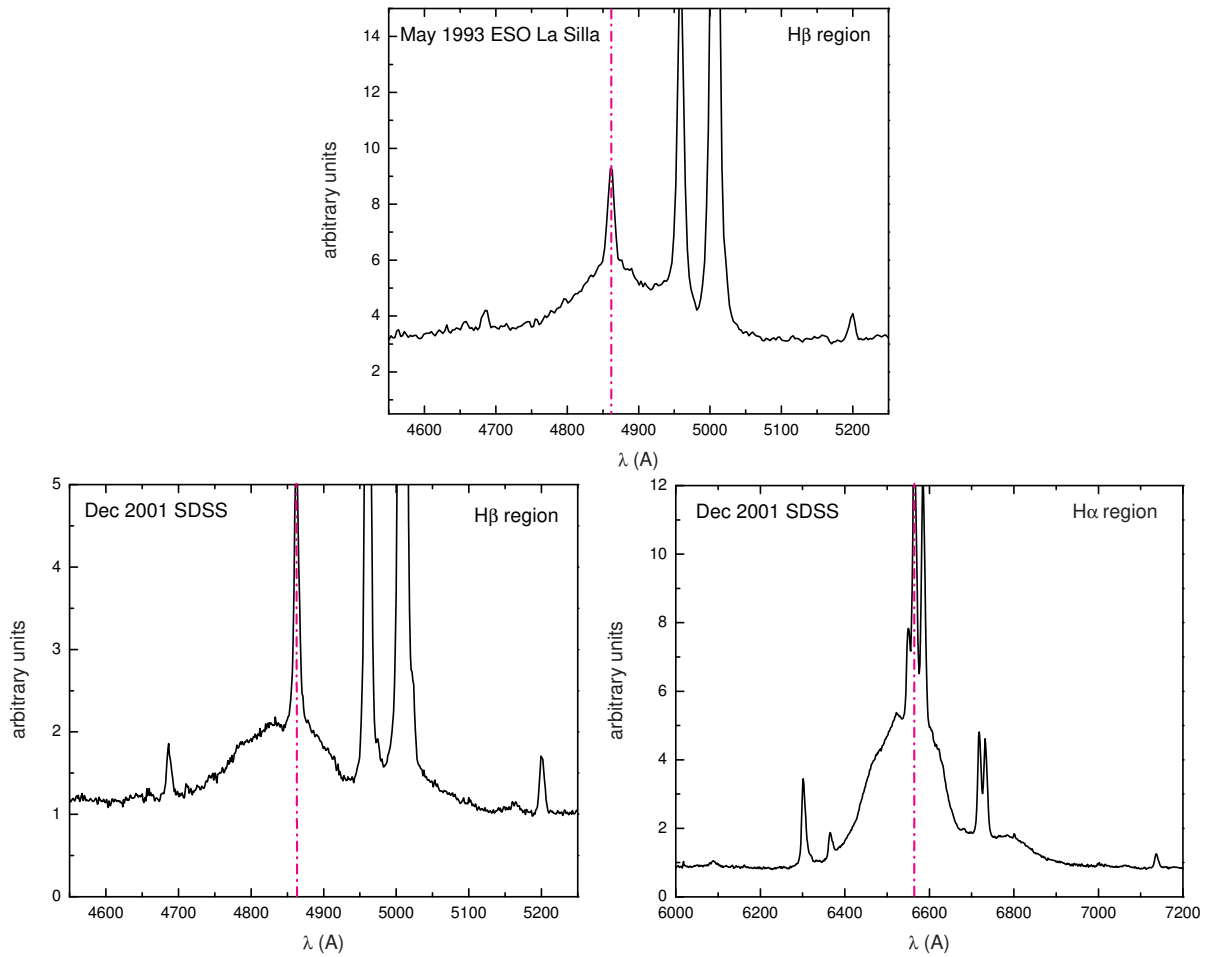 May 1993 ESO La Silla
Hβ region
14
12
10
8
6
4
2
arbitrary units
4600 4700 4800 4900 5000 5100 5200
λ (A)
Dec 2001 SDSS
Hβ region
5
4
3
2
1
0
arbitrary units
4600 4700 4800 4900 5000 5100 5200
λ (A)
Dec 2001 SDSS
Hα region
12
10
8
6
4
2
0
arbitrary units
6000 6200 6400 6600 6800 7000 7200
λ (A)